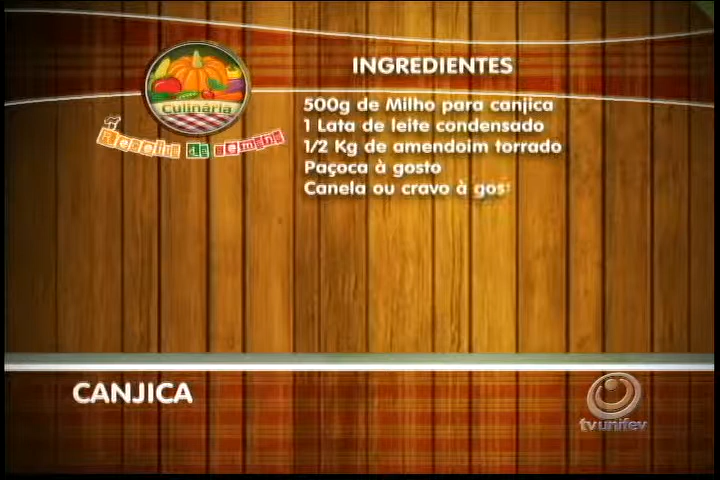 INGREDIENTES
500g de Milho para canjica
1 Lata de leite condensado
1/2 Kg de amendoim torrado
Paçoca à gosto
Canela ou cravo à gost
Culinária
Receita da semana
CANJICA
tv unifev